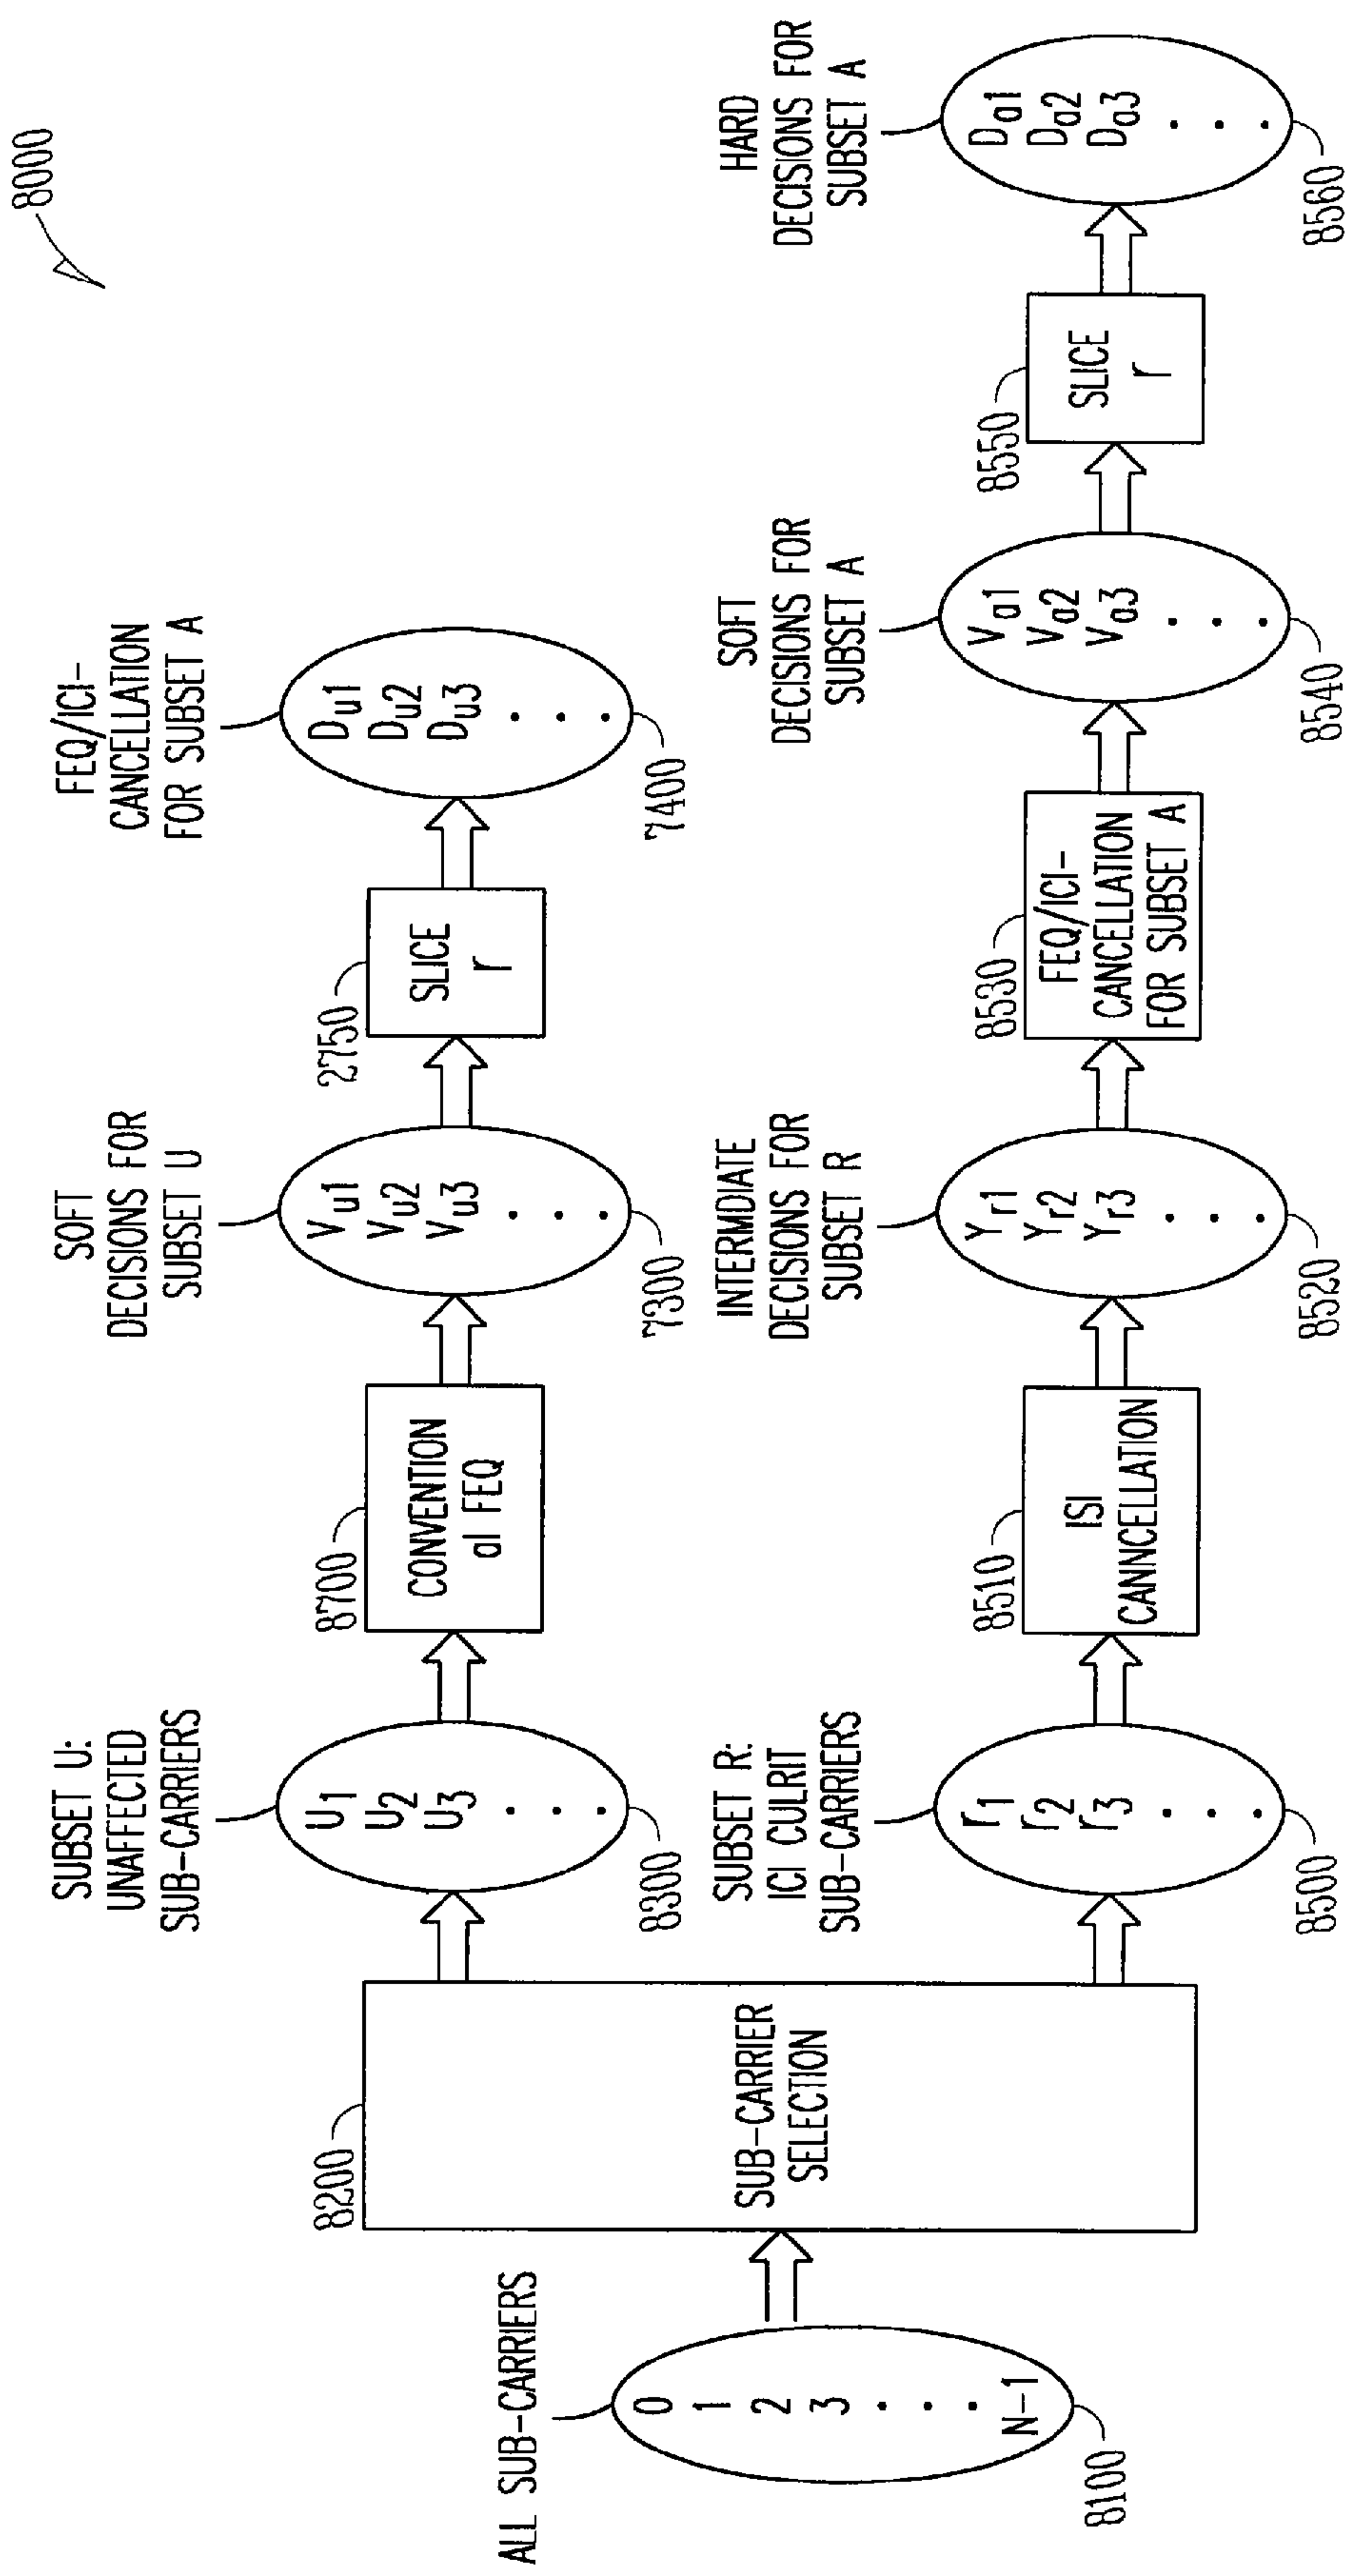 8000
ALL SUB-CARRIERS
0
1
2
3
N-1
8100
8200
SUB-CARRIER
SELECTION
SUBSET U:
UNAFFECTED
SUB-CARRIERS
U1
U2
U3
8300
8700
CONVENTION
al FEQ
SOFT
DECISIONS FOR
SUBSET U
Vu1
Vu2
Vu3
7300
2750
SLICE
r
FEQ/ICI-
CANCELLATION
FOR SUBSET A
Du1
Du2
Du3
7400
SUBSET R:
ICI CULRIT
SUB-CARRIERS
r1
r2
r3
8500
8510
ISI
CANNCELLATION
INTERMDIATE
DECISIONS FOR
SUBSET R
Yr1
Yr2
Yr3
8520
8530
FEQ/ICI-
CANCELLATION
FOR SUBSET A
SOFT
DECISIONS FOR
SUBSET A
Va1
Va2
Va3
8540
8550
SLICE
r
HARD
DECISIONS FOR
SUBSET A
Da1
Da2
Da3
8560